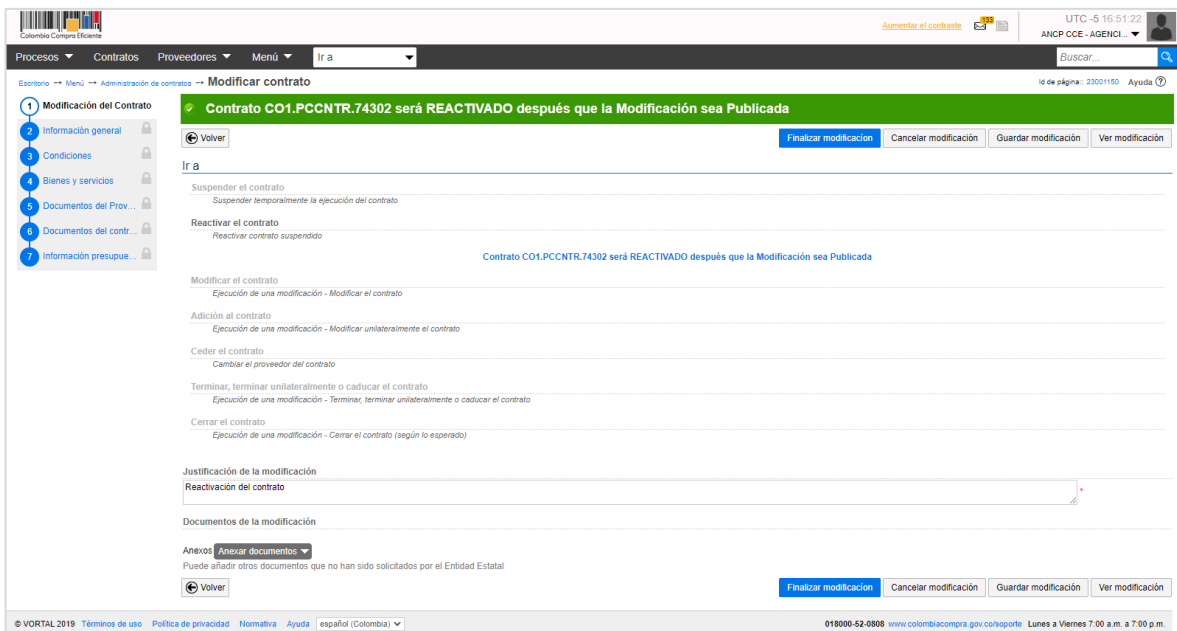 Colombia Compra Eficiente
Aumentar el contraste 133 UTC -5 16:51:22
ANCP CCE - AGENCI...
Procesos Contratos Proveedores Menú Ir a Buscar...
Escritorio → Menú → Administración de contratos → Modificar contrato Id de página:: 23001150 Ayuda ?
1 Modificación del Contrato
2 Información general
3 Condiciones
4 Bienes y servicios
5 Documentos del Prov...
6 Documentos del contr...
7 Información presupue...
Contrato CO1.PCCNTR.74302 será REACTIVADO después que la Modificación sea Publicada
Volver Finalizar modificacíon Cancelar modificación Guardar modificación Ver modificación
Ir a
Suspender el contrato
Suspender temporalmente la ejecución del contrato
Reactivar el contrato
Reactivar contrato suspendido
Contrato CO1.PCCNTR.74302 será REACTIVADO después que la Modificación sea Publicada
Modificar el contrato
Ejecución de una modificación - Modificar el contrato
Adición al contrato
Ejecución de una modificación - Modificar unilateralmente el contrato
Ceder el contrato
Cambiar el proveedor del contrato
Terminar, terminar unilateralmente o caducar el contrato
Ejecución de una modificación - Terminar, terminar unilateralmente o caducar el contrato
Cerrar el contrato
Ejecución de una modificación - Cerrar el contrato (según lo esperado)
Justificación de la modificación
Reactivación del contrato
*
Documentos de la modificación
Anexos Anexar documentos
Puede añadir otros documentos que no han sido solicitados por el Entidad Estatal
Volver Finalizar modificacíon Cancelar modificación Guardar modificación Ver modificación
© VORTAL 2019 Términos de uso Política de privacidad Normativa Ayuda español (Colombia) 018000-52-0808 www.colombiacompra.gov.co/soporte Lunes a Viernes 7:00 a.m. a 7:00 p.m.